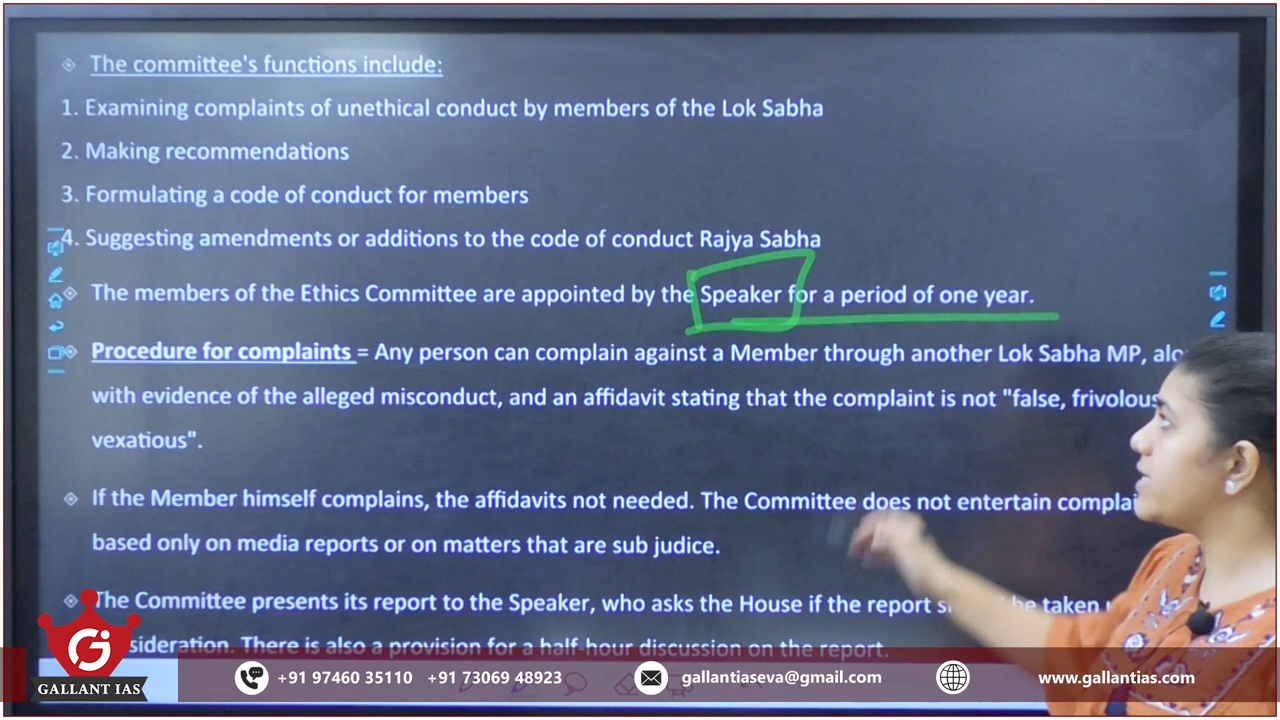 The committee's functions include:
1. Examining complaints of unethical conduct by members of the Lok Sabha
2. Making recommendations
3. Formulating a code of conduct for members
4. Suggesting amendments or additions to the code of conduct Rajya Sabha
The members of the Ethics Committee are appointed by the Speaker for a period of one year.
Procedure for complaints = Any person can complain against a Member through another Lok Sabha MP,
with evidence of the alleged misconduct, and an affidavit stating that the complaint is not "false, frivolous
vexatious".
If the Member himself complains, the affidavits not needed. The Committee does not entertain
based only on media reports or on matters that are sub judice.
The Committee presents its report to the Speaker, who asks the House if the report taken
There is also a provision for a half-hour discussion on the report.
Gi
GALLANT IAS
+91 97460 35110 +91 73069 48923 gallantiaseva@gmail.com www.gallantias.com